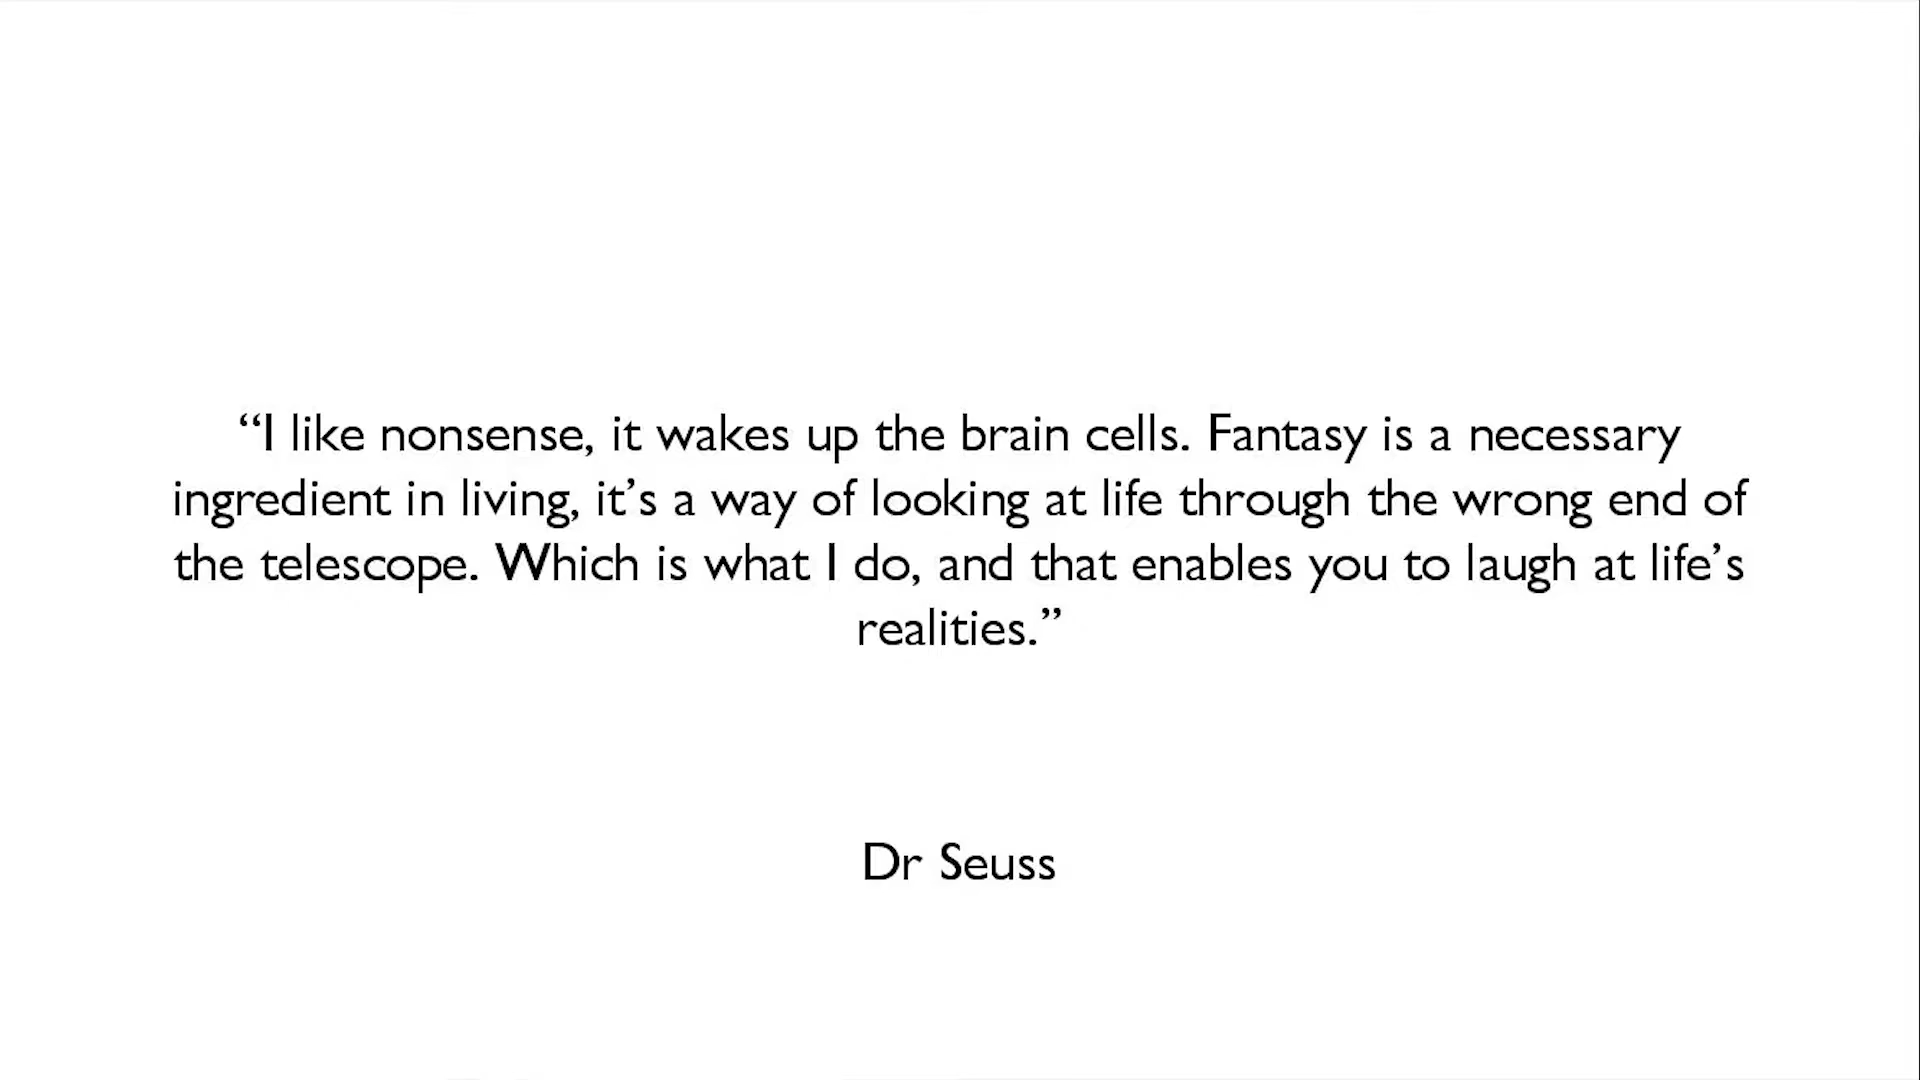 “I like nonsense, it wakes up the brain cells. Fantasy is a necessary
ingredient in living, it’s a way of looking at life through the wrong end of
the telescope. Which is what I do, and that enables you to laugh at life’s
realities.”
Dr Seuss